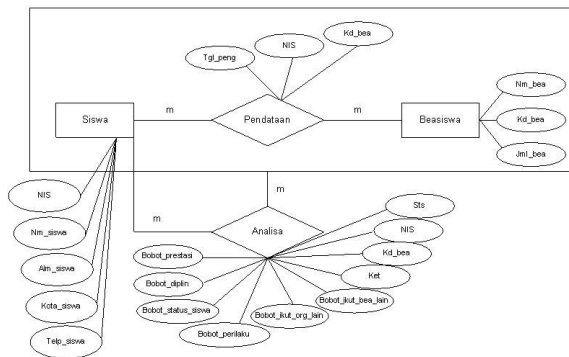 Kd_bea
NIS
Tgl_peng
Nm_bea
Siswa
m
Pendataan
m
Beasiswa
Kd_bea
Jml_bea
NIS
m
Sts
m
Analisa
NIS
Nm_siswa
Bobot_prestasi
Kd_bea
Alm_siswa
Bobot_diplin
Ket
Kota_siswa
Bobot_status_siswa
Bobot_ikut_bea_lain
Bobot_ikut_org_lain
Bobot_perilaku
Telp_siswa